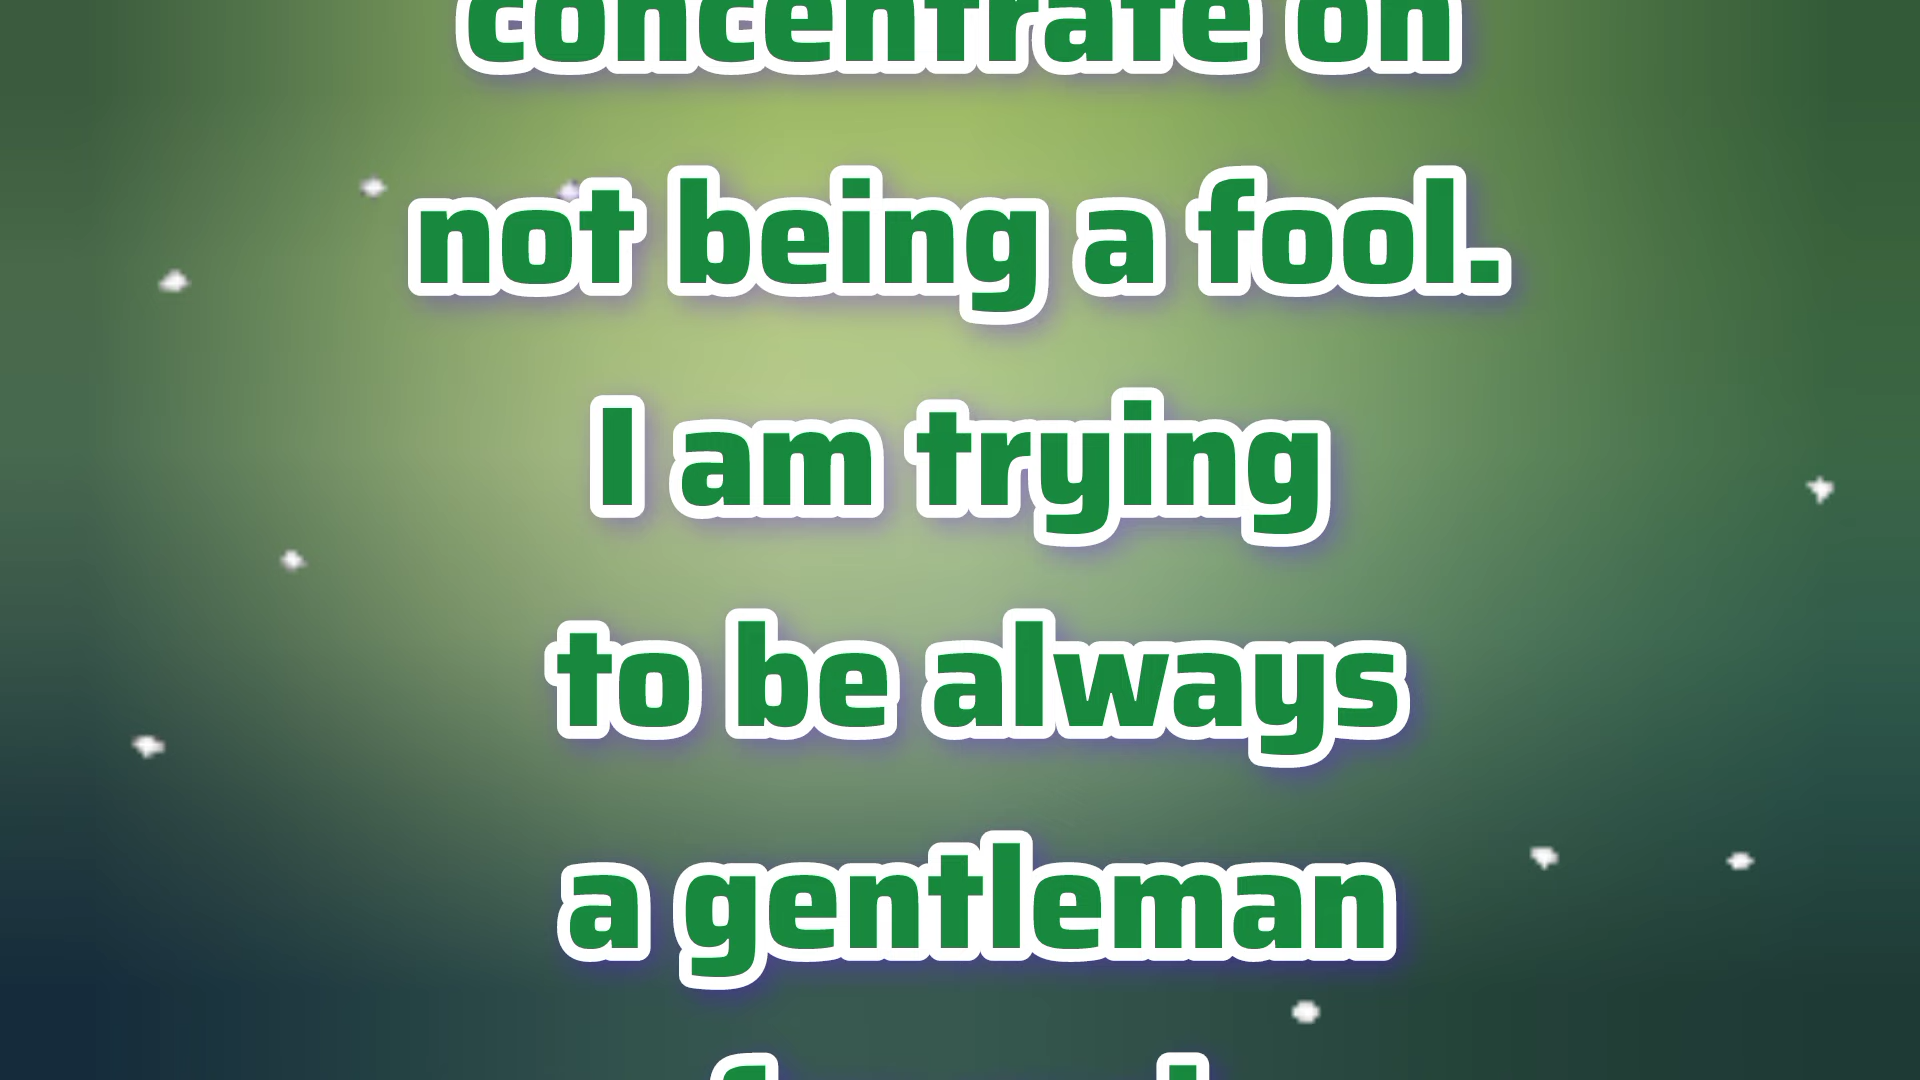 concentrate on
not being a fool.
I am trying
to be always
a gentleman